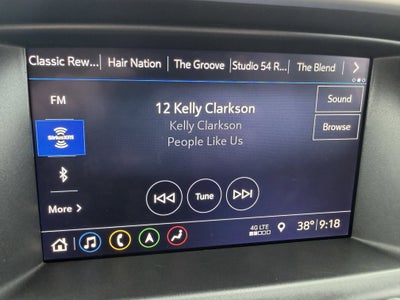 Classic Rew...
Hair Nation
The Groove
Studio 54 R...
The Blend
FM
12 Kelly Clarkson
Sound
SiriusXM
Kelly Clarkson
Browse
People Like Us
Tune
More
4G LTE
38° 9:18